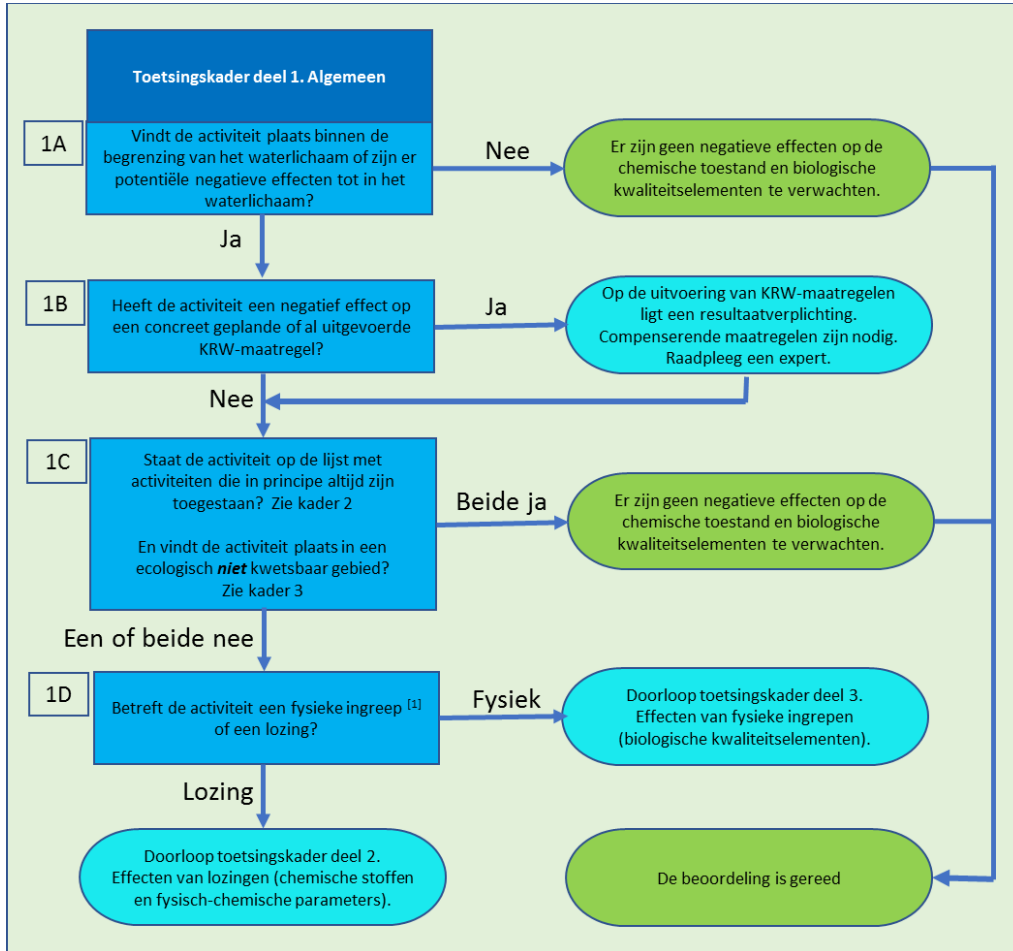 Toetsingskader deel 1. Algemeen
1A
Vindt de activiteit plaats binnen de
begrenzing van het waterlichaam of zijn er
potentiële negatieve effecten tot in het
waterlichaam?
Nee
Er zijn geen negatieve effecten op de
chemische toestand en biologische
kwaliteitselementen te verwachten.
Ja
1B
Heeft de activiteit een negatief effect op
een concreet geplande of al uitgevoerde
KRW-maatregel?
Ja
Op de uitvoering van KRW-maatregelen
ligt een resultaatverplichting.
Compenserende maatregelen zijn nodig.
Raadpleeg een expert.
Nee
1C
Staat de activiteit op de lijst met
activiteiten die in principe altijd zijn
toegestaan? Zie kader 2
En vindt de activiteit plaats in een
ecologisch niet kwetsbaar gebied?
Zie kader 3
Beide ja
Er zijn geen negatieve effecten op de
chemische toestand en biologische
kwaliteitselementen te verwachten.
Een of beide nee
1D
Betreft de activiteit een fysieke ingreep [1]
of een lozing?
Fysiek
Doorloop toetsingskader deel 3.
Effecten van fysieke ingrepen
(biologische kwaliteitselementen).
Lozing
Doorloop toetsingskader deel 2.
Effecten van lozingen (chemische stoffen
en fysisch-chemische parameters).
De beoordeling is gereed